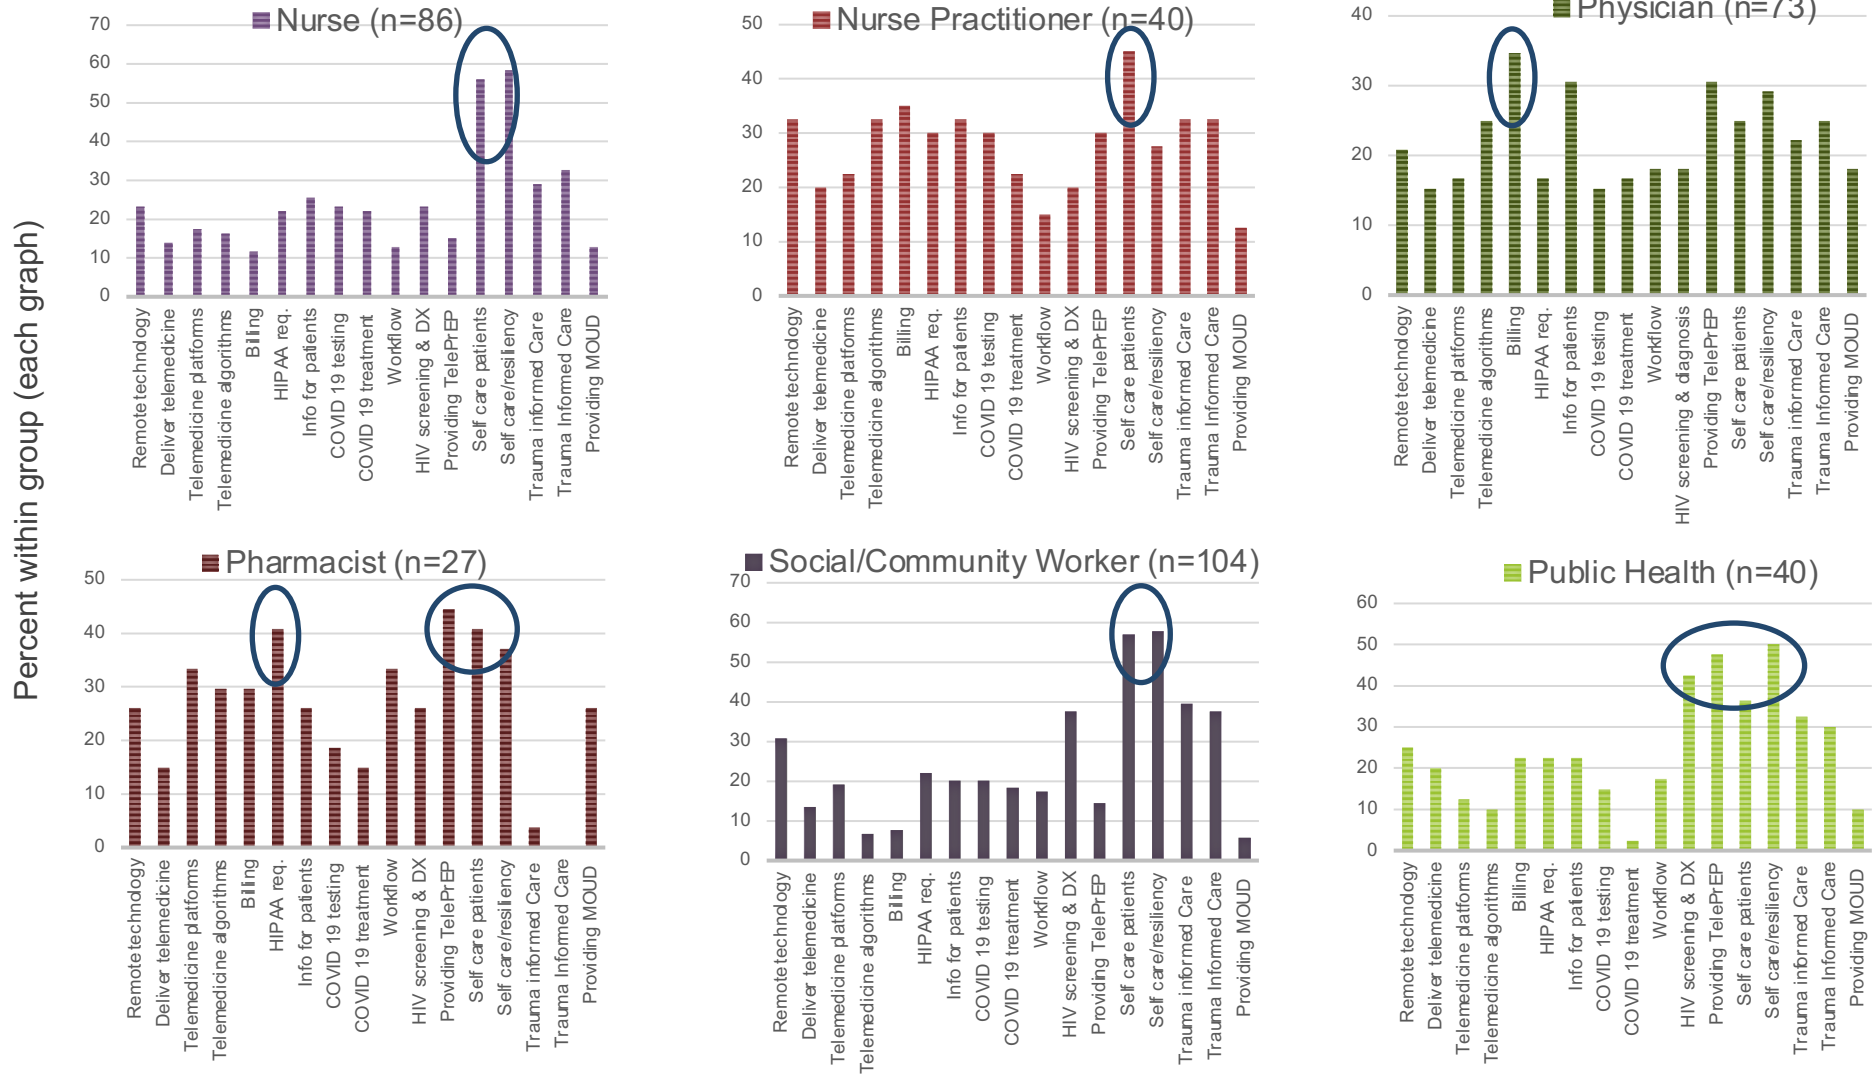 Percent within group (each graph)
Nurse (n=86)
70
60
50
40
30
20
10
0
Remote technology
Deliver telemedicine
Telemedicine platforms
Telemedicine algorithms
Billing
HIPAA req.
Info for patients
COVID 19 testing
COVID 19 treatment
Workflow
HIV screening & DX
Providing TelePrEP
Self care patients
Self care/resiliency
Trauma informed Care
Trauma Informed Care
Providing MOUD
Nurse Practitioner (n=40)
50
40
30
20
10
0
Remote technology
Deliver telemedicine
Telemedicine platforms
Telemedicine algorithms
Billing
HIPAA req.
Info for patients
COVID 19 testing
COVID 19 treatment
Workflow
HIV screening & DX
Providing TelePrEP
Self care patients
Self care/resiliency
Trauma informed Care
Trauma Informed Care
Providing MOUD
Physician (n=73)
40
30
20
10
0
Remote technology
Deliver telemedicine
Telemedicine platforms
Telemedicine algorithms
Billing
HIPAA req.
Info for patients
COVID 19 testing
COVID 19 treatment
Workflow
HIV screening & diagnosis
Providing TelePrEP
Self care patients
Self care/resiliency
Trauma informed Care
Trauma Informed Care
Providing MOUD
Pharmacist (n=27)
50
40
30
20
10
0
Remote technology
Deliver telemedicine
Telemedicine platforms
Telemedicine algorithms
Billing
HIPAA req.
Info for patients
COVID 19 testing
COVID 19 treatment
Workflow
HIV screening & DX
Providing TelePrEP
Self care patients
Self care/resiliency
Trauma informed Care
Trauma Informed Care
Providing MOUD
Social/Community Worker (n=104)
70
60
50
40
30
20
10
0
Remote technology
Deliver telemedicine
Telemedicine platforms
Telemedicine algorithms
Billing
HIPAA req.
Info for patients
COVID 19 testing
COVID 19 treatment
Workflow
HIV screening & DX
Providing TelePrEP
Self care patients
Self care/resiliency
Trauma informed Care
Trauma Informed Care
Providing MOUD
Public Health (n=40)
60
50
40
30
20
10
0
Remote technology
Deliver telemedicine
Telemedicine platforms
Telemedicine algorithms
Billing
HIPAA req.
Info for patients
COVID 19 testing
COVID 19 treatment
Workflow
HIV screening & DX
Providing TelePrEP
Self care patients
Self care/resiliency
Trauma informed Care
Trauma Informed Care
Providing MOUD